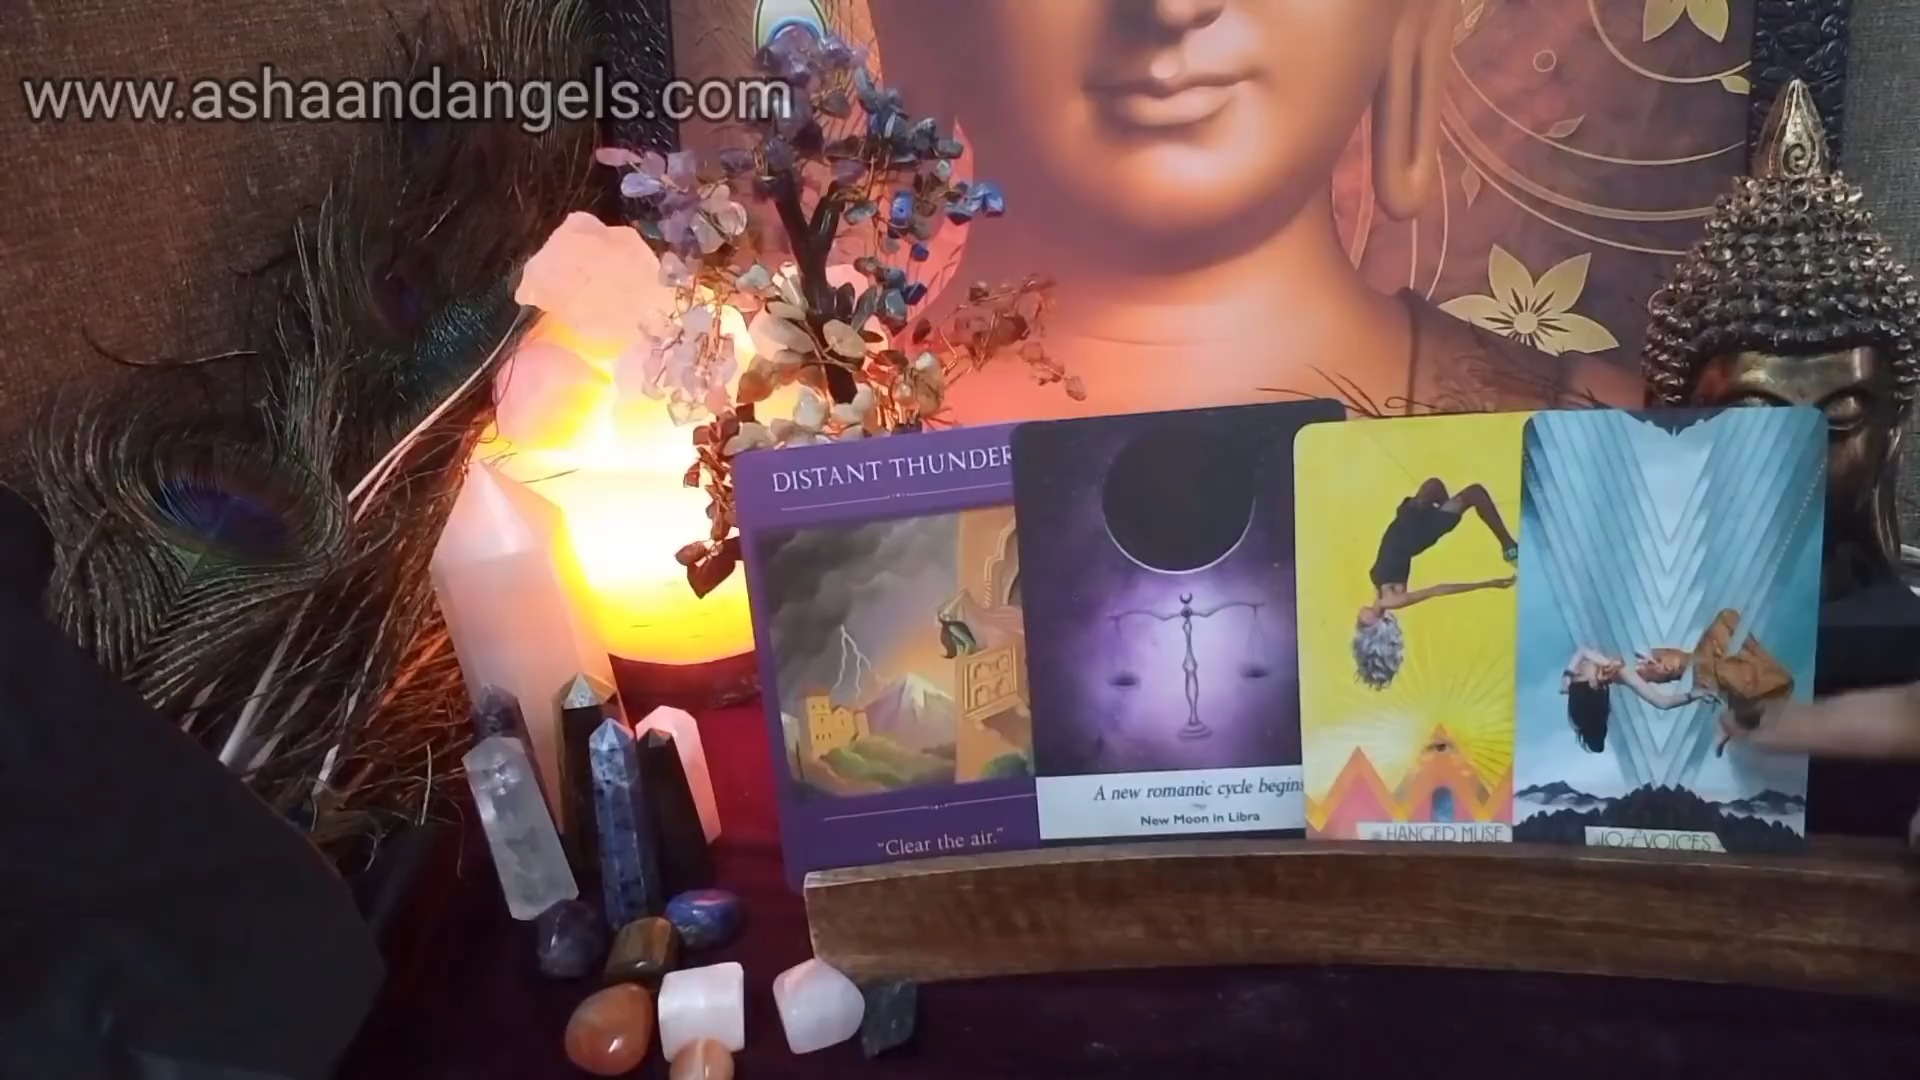 www.ashaandangels.com
DISTANT THUNDER
"Clear the air."
A new romantic cycle begins
New Moon in Libra
HANGED MUSE
10 of VOICES